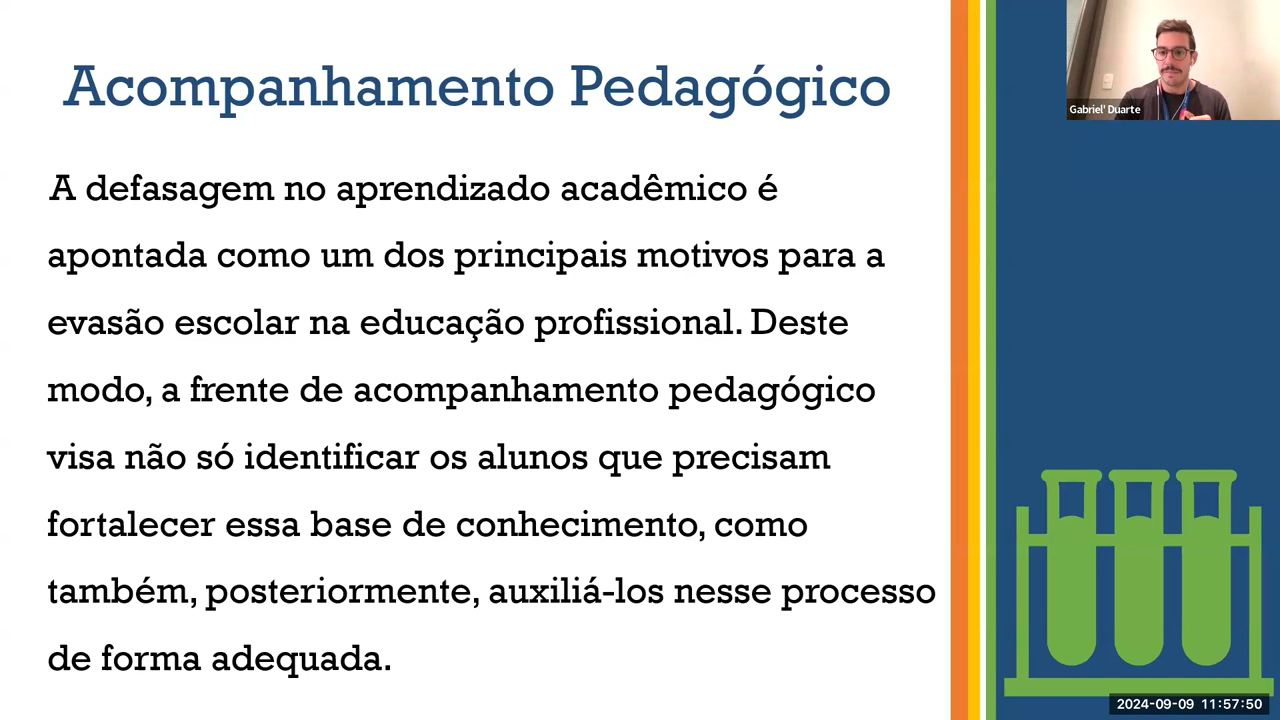 Acompanhamento Pedagógico
A defasagem no aprendizado acadêmico é
apontada como um dos principais motivos para a
evasão escolar na educação profissional. Deste
modo, a frente de acompanhamento pedagógico
visa não só identificar os alunos que precisam
fortalecer essa base de conhecimento, como
também, posteriormente, auxiliá-los nesse processo
de forma adequada.
Gabriel' Duarte
2024-09-09 11:57:50